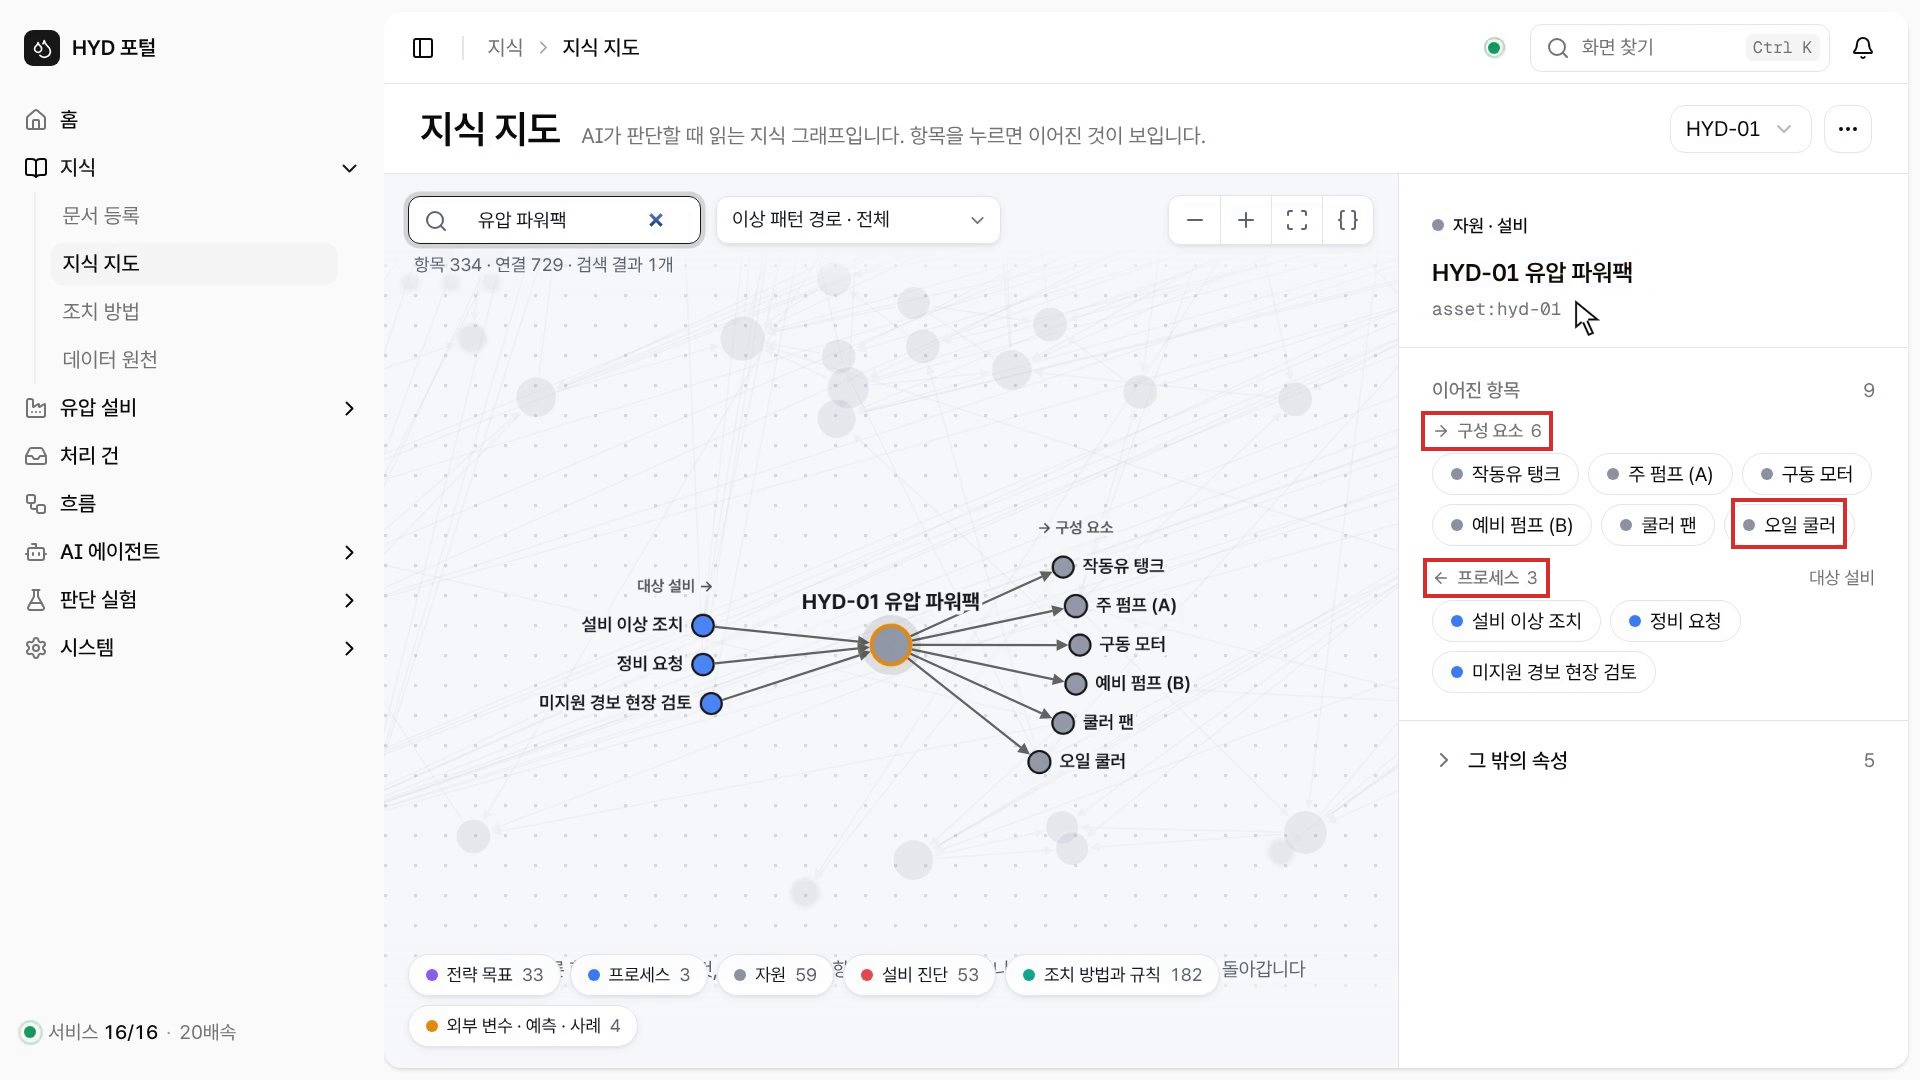 HYD 포털
홈
지식
문서 등록
지식 지도
조치 방법
데이터 원천
유압 설비
처리 건
흐름
AI 에이전트
판단 실험
시스템
서비스 16/16 · 20배속
지식 > 지식 지도
화면 찾기 Ctrl K
지식 지도 AI가 판단할 때 읽는 지식 그래프입니다. 항목을 누르면 이어진 것이 보입니다.
HYD-01
유압 파워팩
이상 패턴 경로 · 전체
항목 334 · 연결 729 · 검색 결과 1개
→ 구성 요소
작동유 탱크
대상 설비 →
HYD-01 유압 파워팩
주 펌프 (A)
설비 이상 조치
구동 모터
정비 요청
예비 펌프 (B)
미지원 경보 현장 검토
쿨러 팬
오일 쿨러
돌아갑니다
전략 목표 33
프로세스 3
자원 59
설비 진단 53
조치 방법과 규칙 182
외부 변수 · 예측 · 사례 4
자원 · 설비
HYD-01 유압 파워팩
asset:hyd-01
이어진 항목 9
→ 구성 요소 6
작동유 탱크 주 펌프 (A) 구동 모터
예비 펌프 (B) 쿨러 팬 오일 쿨러
← 프로세스 3 대상 설비
설비 이상 조치 정비 요청
미지원 경보 현장 검토
그 밖의 속성 5